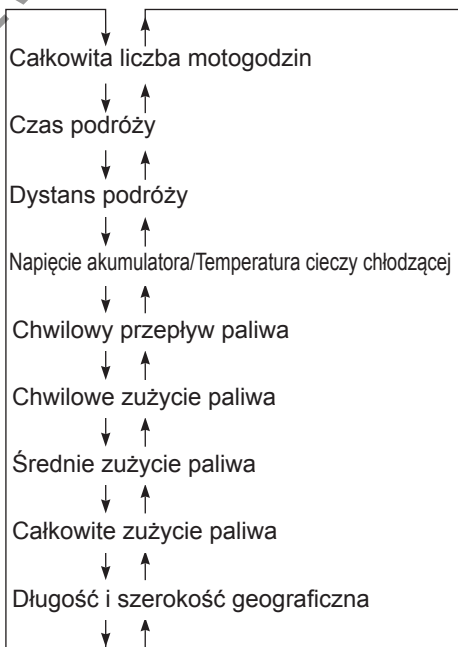 Całkowita liczba motogodzin
Czas podróży
Dystans podróży
Napięcie akumulatora/Temperatura cieczy chłodzącej
Chwilowy przepływ paliwa
Chwilowe zużycie paliwa
Średnie zużycie paliwa
Całkowite zużycie paliwa
Długość i szerokość geograficzna